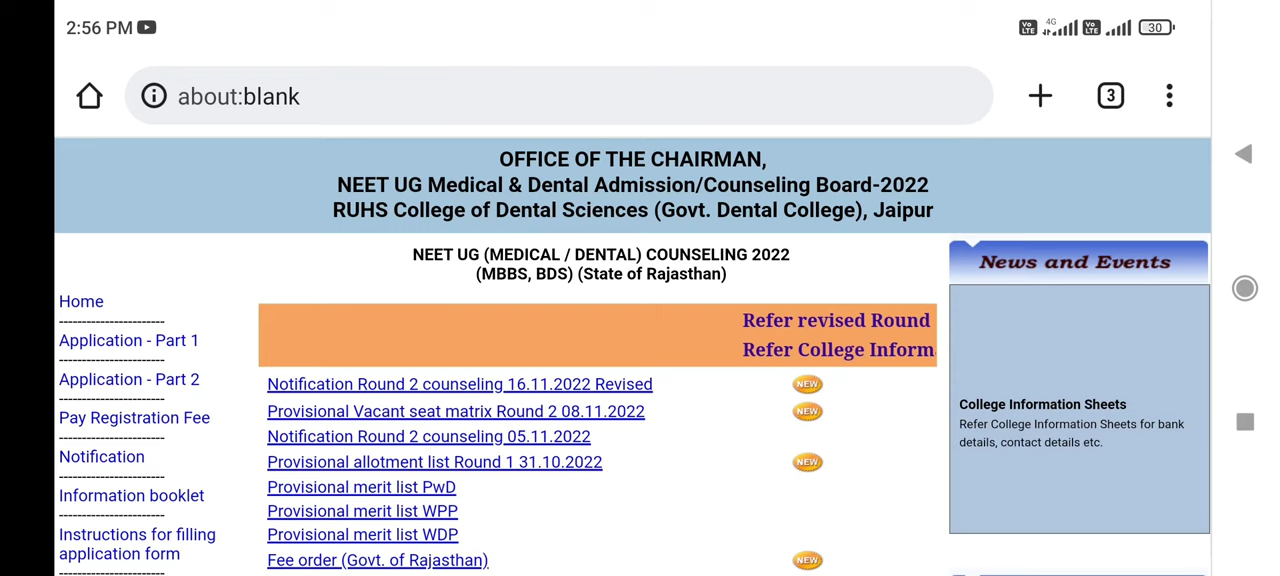 2:56 PM
Vo LTE 4G Vo LTE 30
about:blank
3
OFFICE OF THE CHAIRMAN,
NEET UG Medical & Dental Admission/Counseling Board-2022
RUHS College of Dental Sciences (Govt. Dental College), Jaipur
NEET UG (MEDICAL / DENTAL) COUNSELING 2022
(MBBS, BDS) (State of Rajasthan)
Home
-----------------------
Application - Part 1
-----------------------
Application - Part 2
-----------------------
Pay Registration Fee
-----------------------
Notification
-----------------------
Information booklet
-----------------------
Instructions for filling
application form
-----------------------
Refer revised Round
Refer College Inform
Notification Round 2 counseling 16.11.2022 Revised NEW
Provisional Vacant seat matrix Round 2 08.11.2022 NEW
Notification Round 2 counseling 05.11.2022
Provisional allotment list Round 1 31.10.2022 NEW
Provisional merit list PwD
Provisional merit list WPP
Provisional merit list WDP
Fee order (Govt. of Rajasthan) NEW
News and Events
College Information Sheets
Refer College Information Sheets for bank
details, contact details etc.